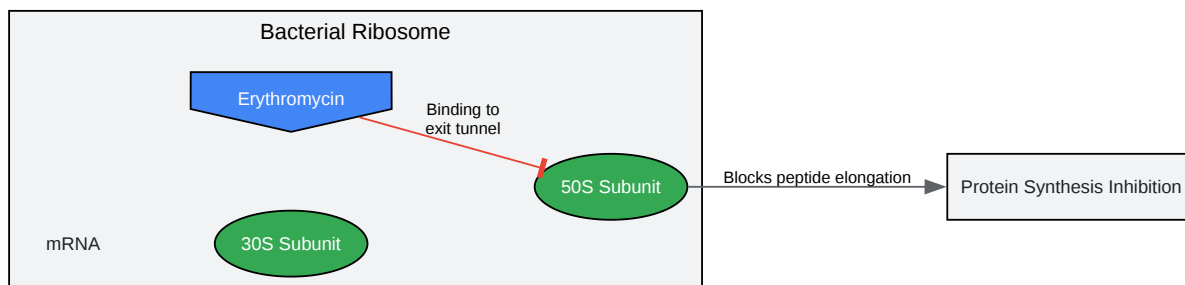 Bacterial Ribosome
Erythromycin
Binding to
exit tunnel
50S Subunit
Blocks peptide elongation
Protein Synthesis Inhibition
mRNA
30S Subunit